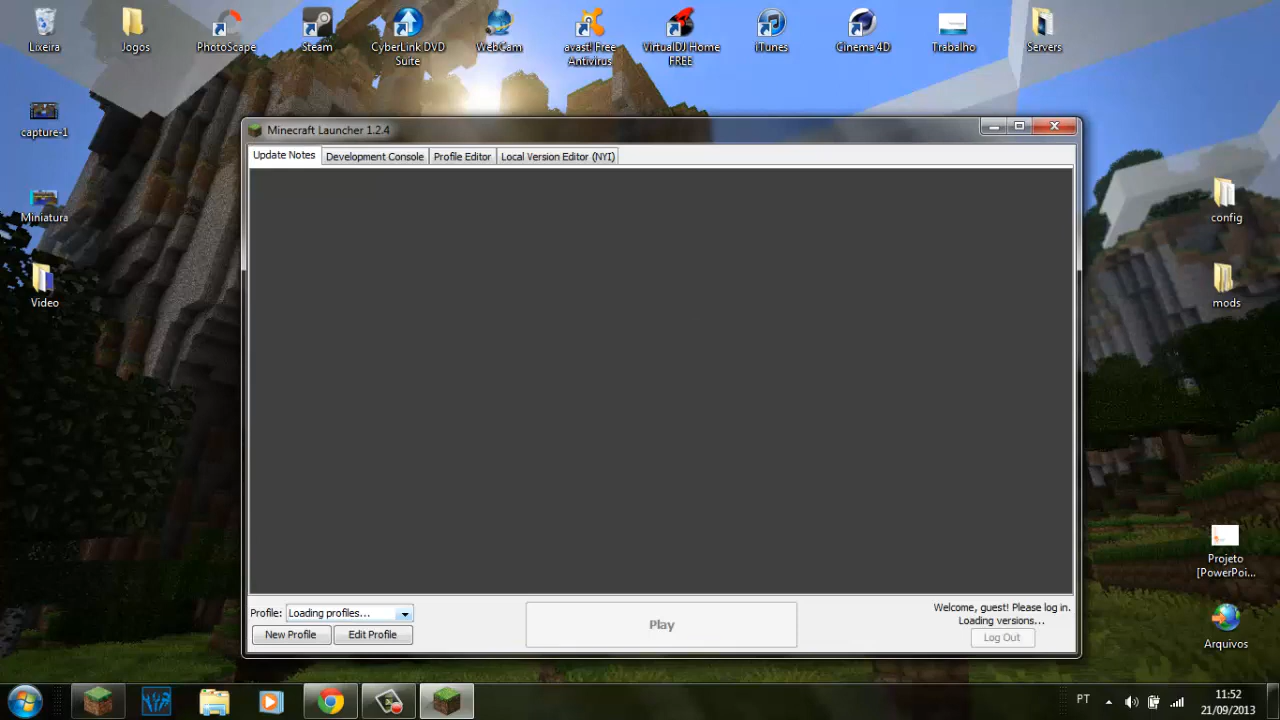 Lixeira
Jogos
PhotoScape
Steam
CyberLink DVD
Suite
WebCam
avast! Free
Antivirus
VirtualDJ Home
FREE
iTunes
Cinema 4D
Trabalho
Servers
capture-1
Miniatura
Video
config
mods
Projeto
[PowerPoi...
Arquivos
Minecraft Launcher 1.2.4
Update Notes
Development Console
Profile Editor
Local Version Editor (NYI)
Profile:
Loading profiles...
New Profile
Edit Profile
Play
Welcome, guest! Please log in.
Loading versions...
Log Out
PT
11:52
21/09/2013